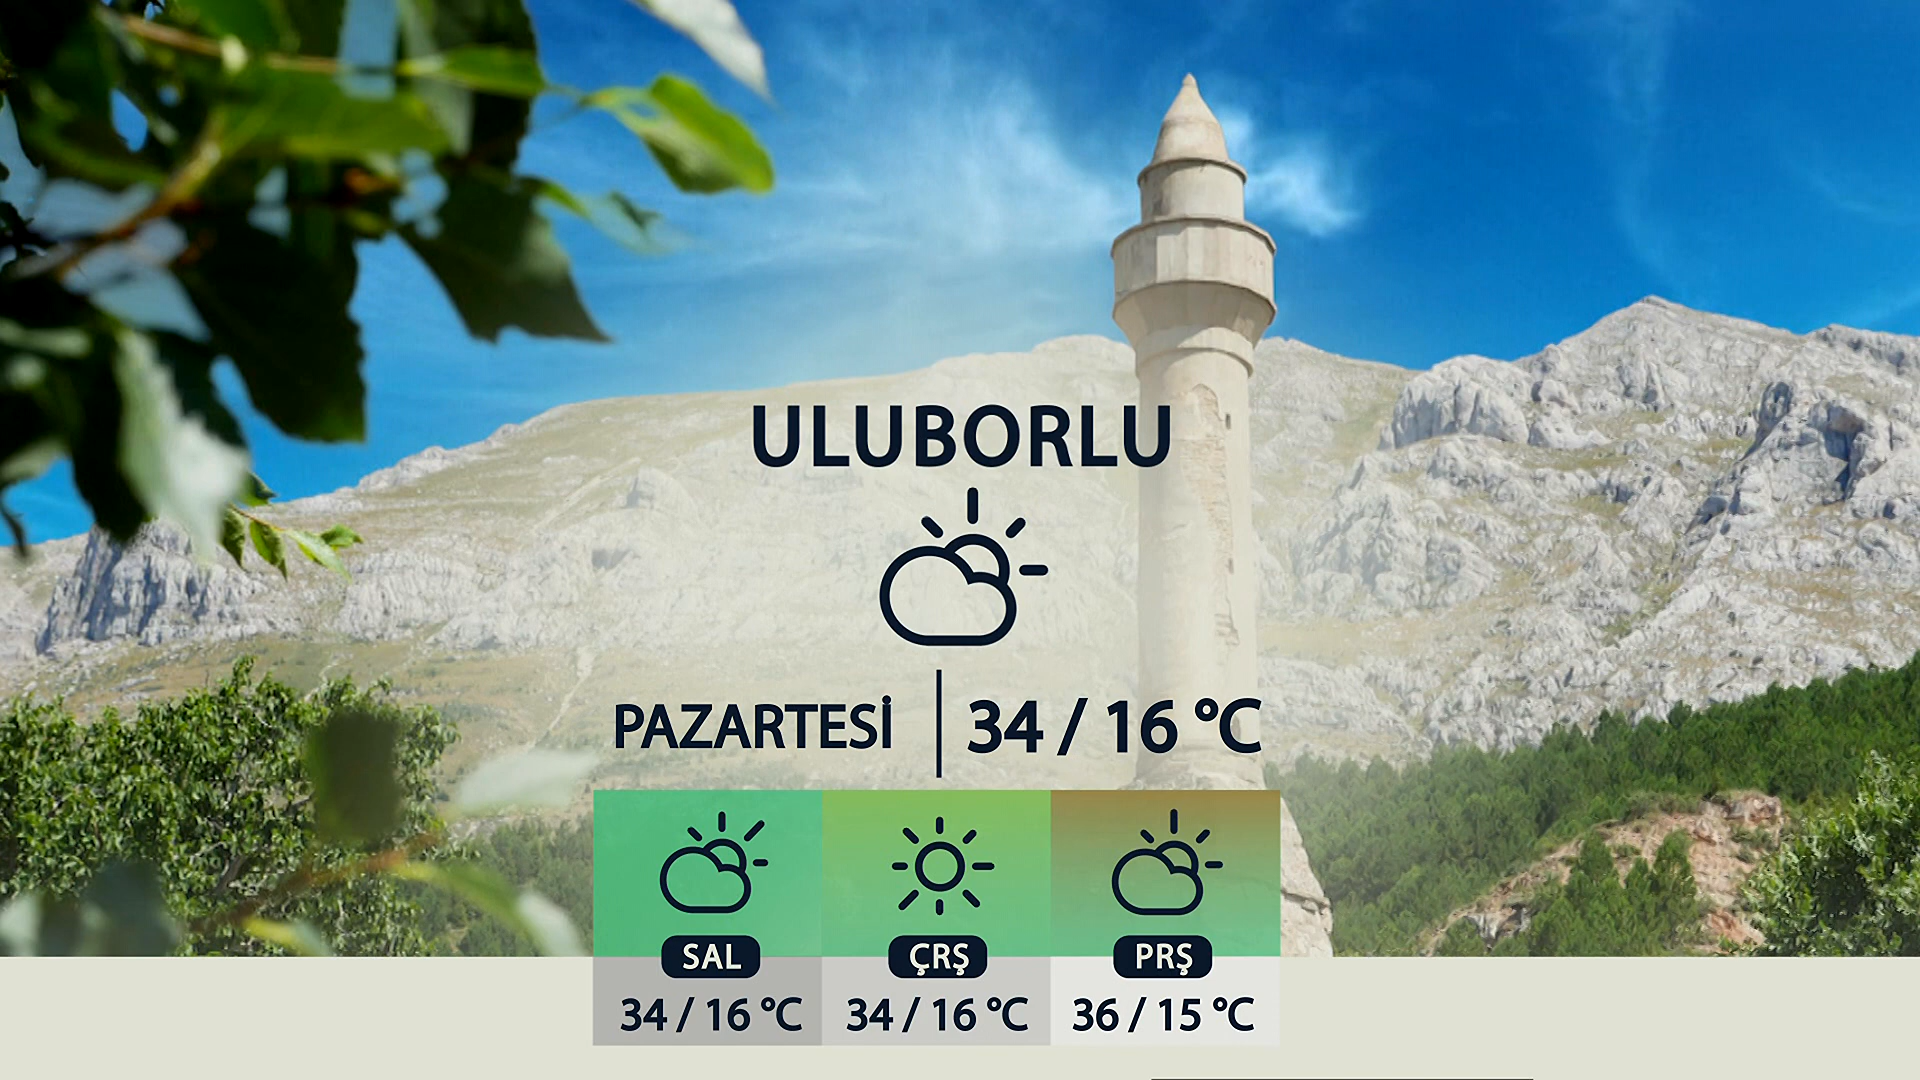 ULUBORLU
PAZARTESİ 34 / 16 °C
SAL ÇRŞ PRŞ
34 / 16 °C 34 / 16 °C 36 / 15 °C